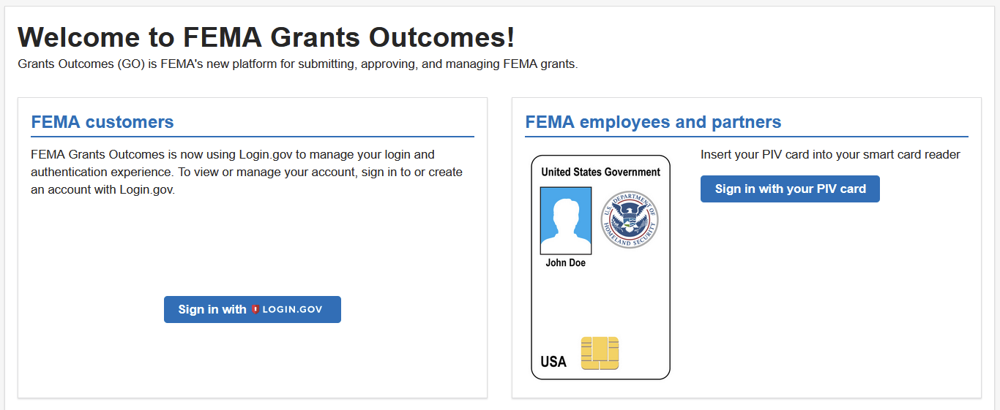 Welcome to FEMA Grants Outcomes!
Grants Outcomes (GO) is FEMA's new platform for submitting, approving, and managing FEMA grants.
FEMA customers
FEMA Grants Outcomes is now using Login.gov to manage your login and
authentication experience. To view or manage your account, sign in to or create
an account with Login.gov.
Sign in with LOGIN.GOV
FEMA employees and partners
United States Government
U.S. DEPARTMENT OF
HOMELAND SECURITY
John Doe
USA
Insert your PIV card into your smart card reader
Sign in with your PIV card